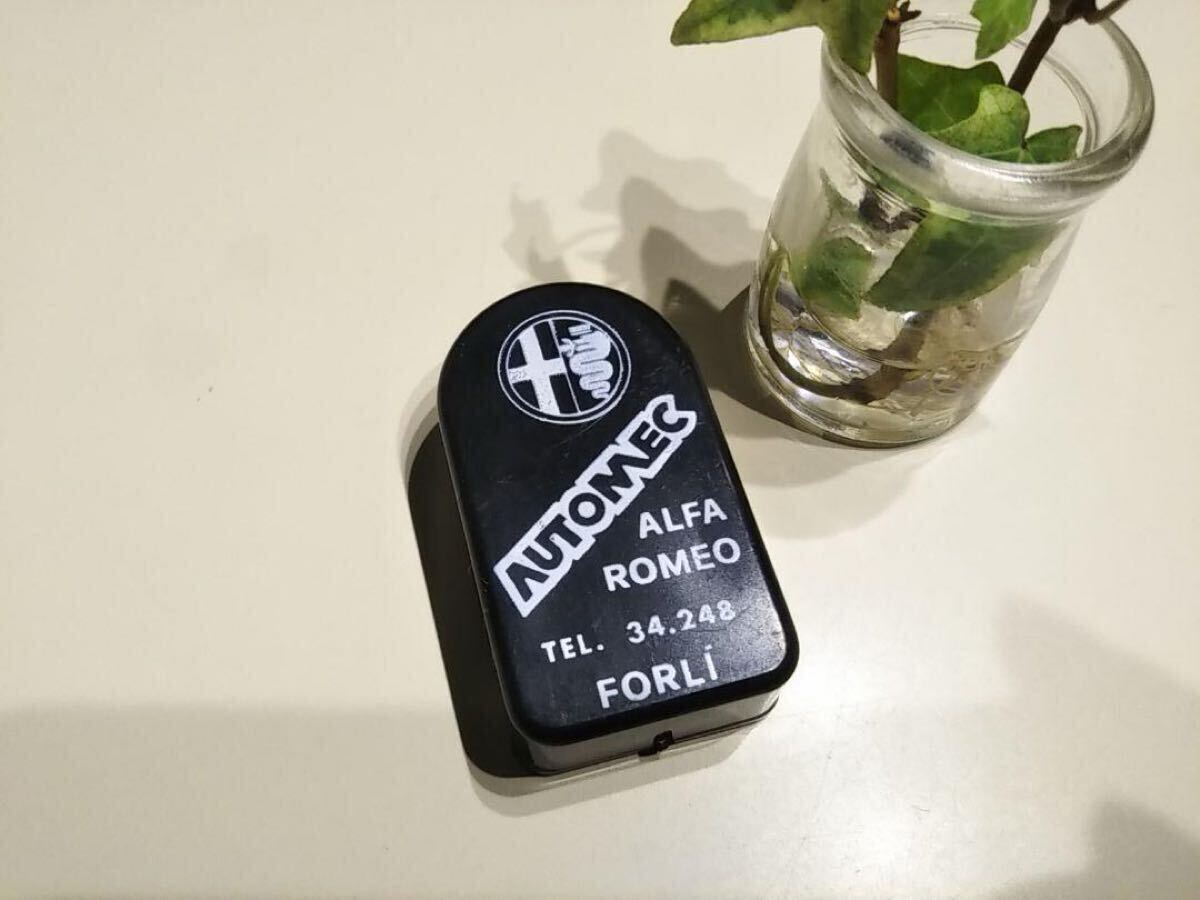 AUTOMEC
ALFA
ROMEO
TEL. 34.248
FORLÍ